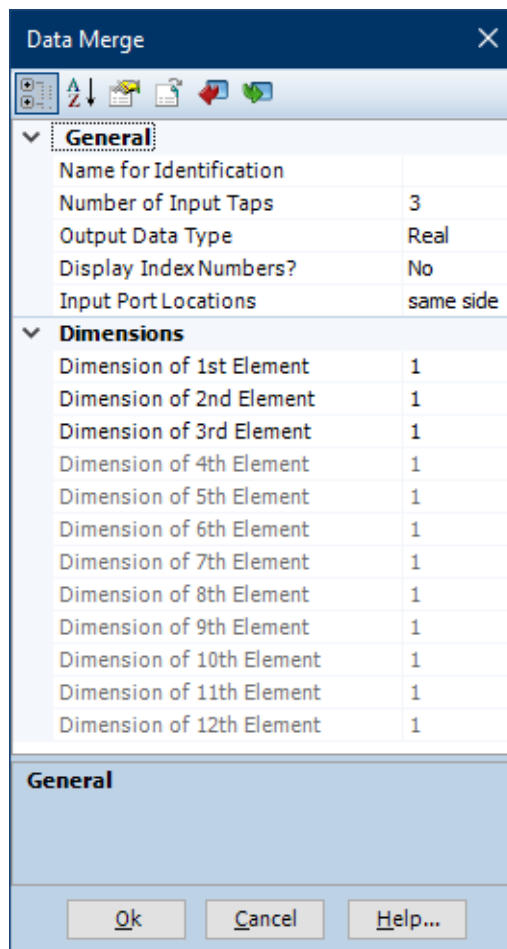 Data Merge
General
Name for Identification
Number of Input Taps 3
Output Data Type Real
Display Index Numbers? No
Input Port Locations same side
Dimensions
Dimension of 1st Element 1
Dimension of 2nd Element 1
Dimension of 3rd Element 1
Dimension of 4th Element 1
Dimension of 5th Element 1
Dimension of 6th Element 1
Dimension of 7th Element 1
Dimension of 8th Element 1
Dimension of 9th Element 1
Dimension of 10th Element 1
Dimension of 11th Element 1
Dimension of 12th Element 1
General
Ok Cancel Help...